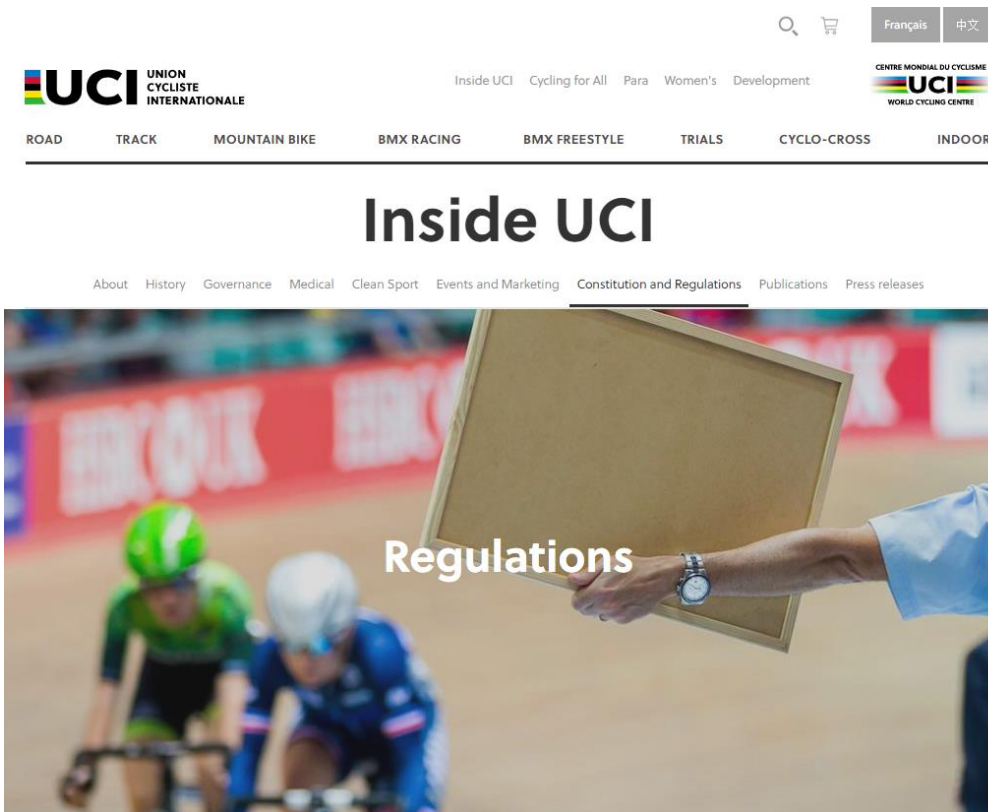 Français 中文
UCI UNION
CYCLISTE
INTERNATIONALE
Inside UCI Cycling for All Para Women's Development
CENTRE MONDIAL DU CYCLISME
UCI
WORLD CYCLING CENTRE
ROAD TRACK MOUNTAIN BIKE BMX RACING BMX FREESTYLE TRIALS CYCLO-CROSS INDOOR
Inside UCI
About History Governance Medical Clean Sport Events and Marketing Constitution and Regulations Publications Press releases
Regulations